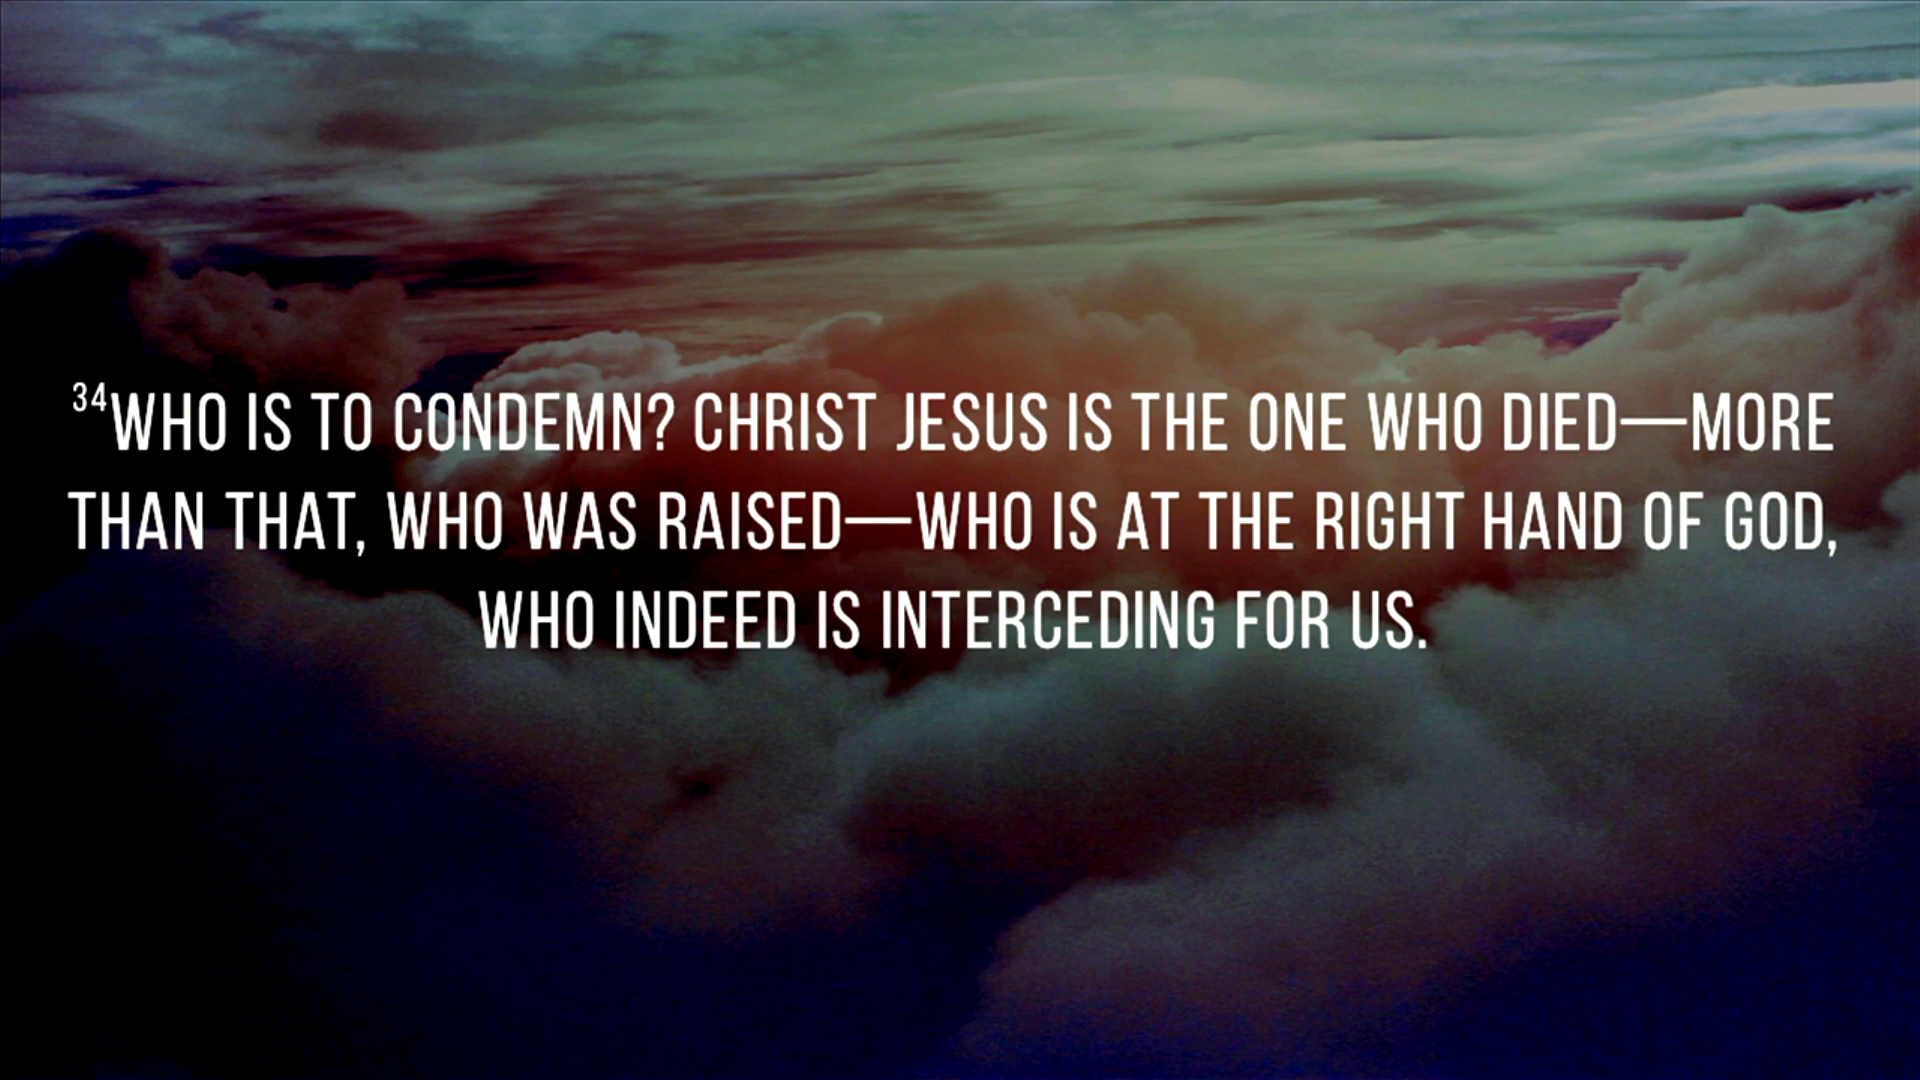 ³⁴WHO IS TO CONDEMN? CHRIST JESUS IS THE ONE WHO DIED—MORE
THAN THAT, WHO WAS RAISED—WHO IS AT THE RIGHT HAND OF GOD,
WHO INDEED IS INTERCEDING FOR US.